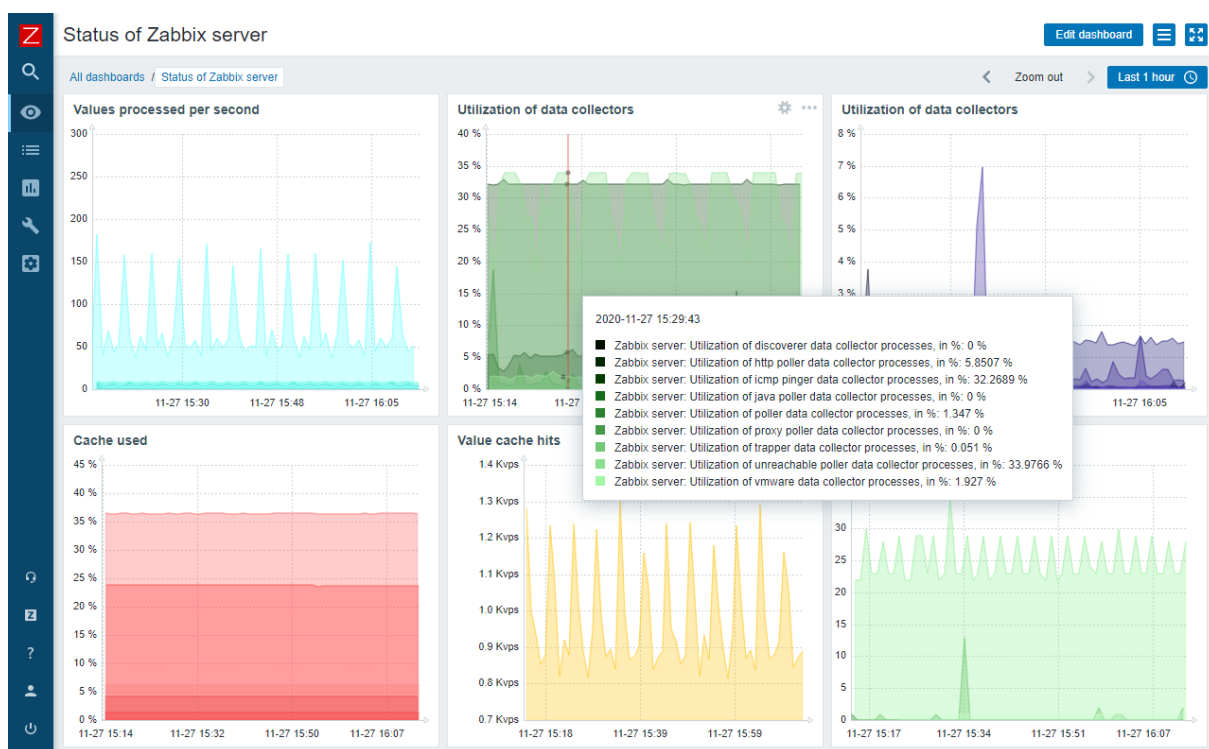 Z
Status of Zabbix server
Edit dashboard
All dashboards / Status of Zabbix server
Zoom out
Last 1 hour
Values processed per second
300
250
200
150
100
50
0
11-27 15:30
11-27 15:48
11-27 16:05
Utilization of data collectors
40 %
35 %
30 %
25 %
20 %
15 %
10 %
5 %
0 %
11-27 15:14
11-27
Utilization of data collectors
8 %
7 %
6 %
5 %
4 %
3 %
11-27 16:05
2020-11-27 15:29:43
Zabbix server: Utilization of discoverer data collector processes, in %: 0 %
Zabbix server: Utilization of http poller data collector processes, in %: 5.8507 %
Zabbix server: Utilization of icmp pinger data collector processes, in %: 32.2689 %
Zabbix server: Utilization of java poller data collector processes, in %: 0 %
Zabbix server: Utilization of poller data collector processes, in %: 1.347 %
Zabbix server: Utilization of proxy poller data collector processes, in %: 0 %
Zabbix server: Utilization of trapper data collector processes, in %: 0.051 %
Zabbix server: Utilization of unreachable poller data collector processes, in %: 33.9766 %
Zabbix server: Utilization of vmware data collector processes, in %: 1.927 %
Cache used
45 %
40 %
35 %
30 %
25 %
20 %
15 %
10 %
5 %
0 %
11-27 15:14
11-27 15:32
11-27 15:50
11-27 16:07
Value cache hits
1.4 Kvps
1.3 Kvps
1.2 Kvps
1.1 Kvps
1.0 Kvps
0.9 Kvps
0.8 Kvps
0.7 Kvps
11-27 15:18
11-27 15:39
11-27 15:59
30
25
20
15
10
5
0
11-27 15:17
11-27 15:34
11-27 15:51
11-27 16:07
Z
?